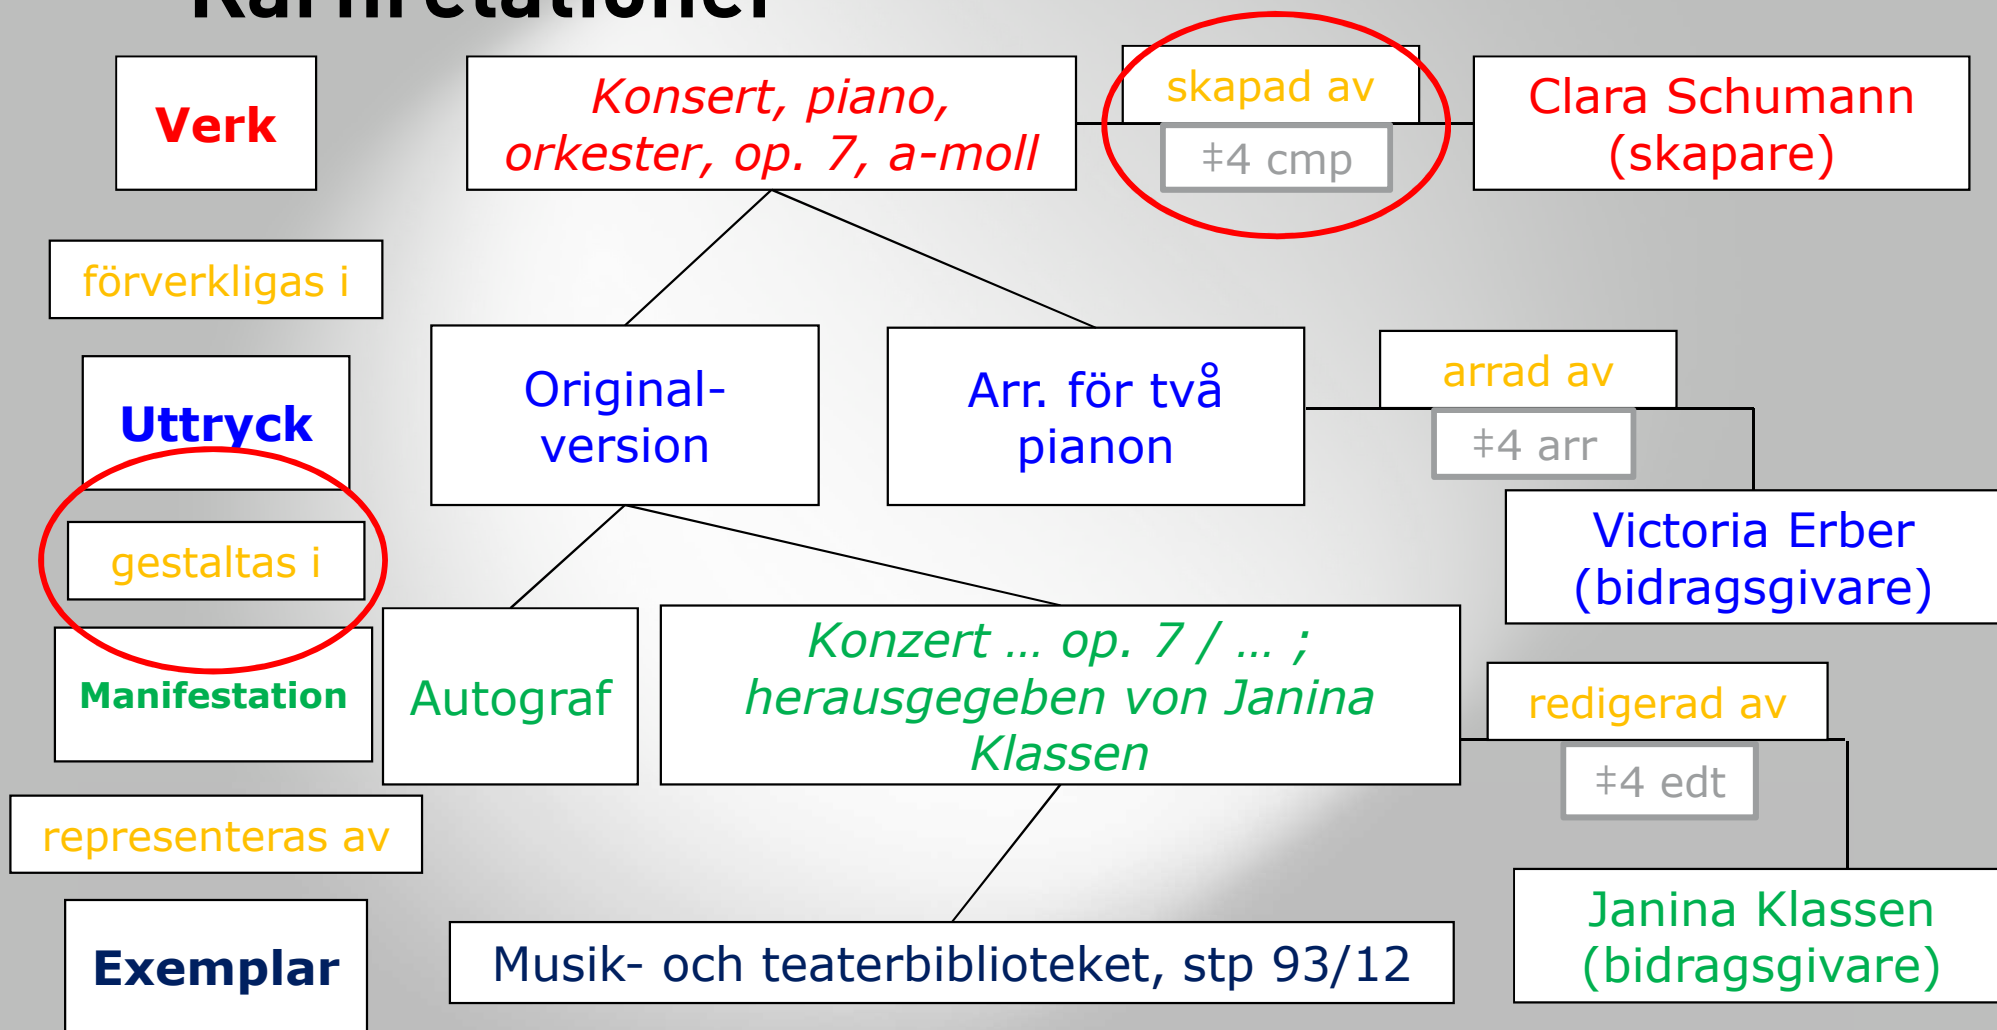 Kärnrelationer
Verk
Konsert, piano,
orkester, op. 7, a-moll
skapad av
‡4 cmp
Clara Schumann
(skapare)
förverkligas i
Uttryck
Original-
version
Arr. för två
pianon
arrad av
‡4 arr
Victoria Erber
(bidragsgivare)
gestaltas i
Manifestation
Autograf
Konzert … op. 7 / … ;
herausgegeben von Janina
Klassen
redigerad av
‡4 edt
Janina Klassen
(bidragsgivare)
representeras av
Exemplar
Musik- och teaterbiblioteket, stp 93/12